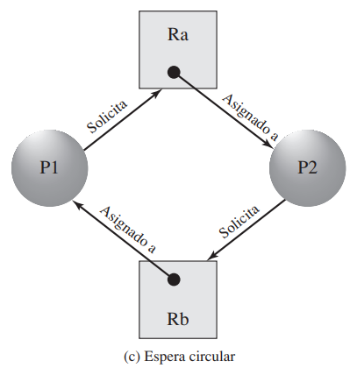 Ra
Solicita
Asignado a
P1
P2
Asignado a
Solicita
Rb
(c) Espera circular